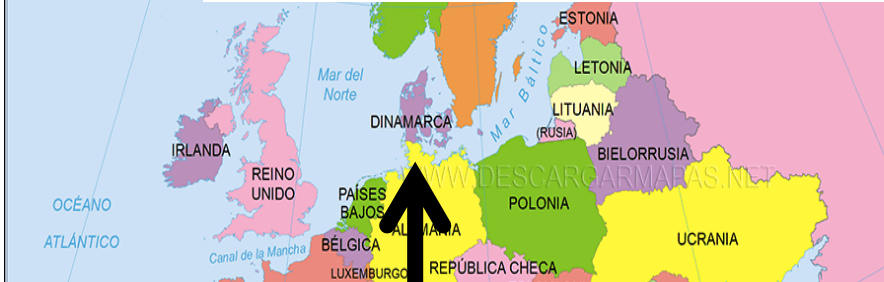 ESTONIA
Mar del
Norte
Mar Báltico
LETONIA
DINAMARCA
LITUANIA
(RUSIA)
IRLANDA
BIELORRUSIA
REINO
UNIDO
WWW.DESCARGARMAPAS.NET
PAÍSES
BAJOS
POLONIA
OCÉANO
ATLÁNTICO
ALEMANIA
UCRANIA
Canal de la Mancha
BÉLGICA
LUXEMBURGO
REPÚBLICA CHECA